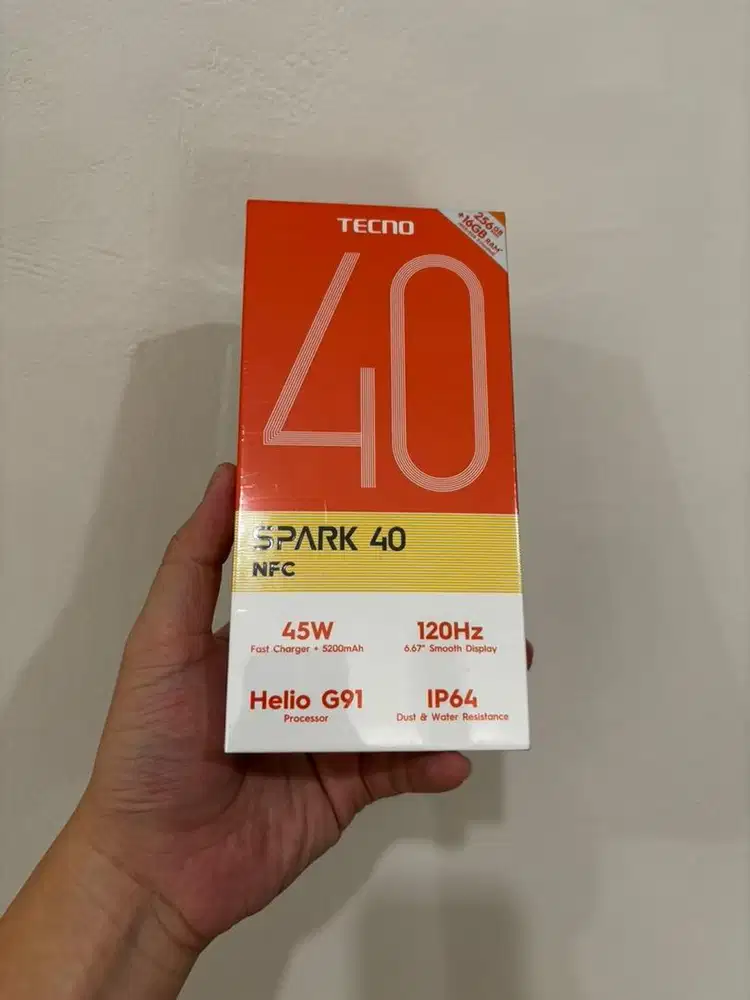 TECNO
256GB
+16GB RAM*
40
SPARK 40
NFC
45W
Fast Charger + 5200mAh
120Hz
6.67" Smooth Display
Helio G91
Processor
IP64
Dust & Water Resistance